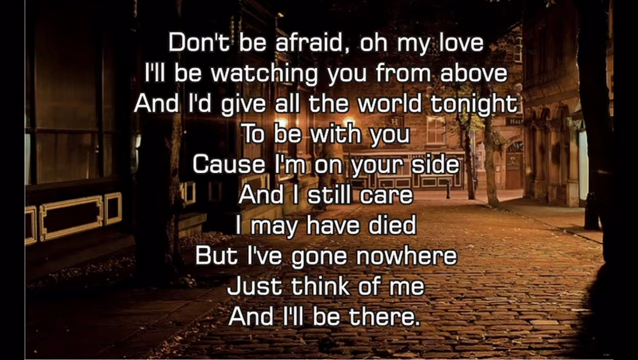 Don't be afraid, oh my love
I'll be watching you from above
And I'd give all the world tonight
To be with you
Cause I'm on your side
And I still care
I may have died
But I've gone nowhere
Just think of me
And I'll be there.